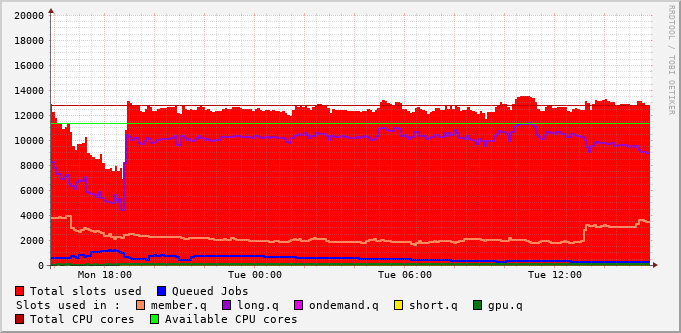 20000
18000
16000
14000
12000
10000
8000
6000
4000
2000
0
Mon 18:00 Tue 00:00 Tue 06:00 Tue 12:00
RRDTOOL / TOBI OETIKER
Total slots used Queued Jobs
Slots used in : member.q long.q ondemand.q short.q gpu.q
Total CPU cores Available CPU cores